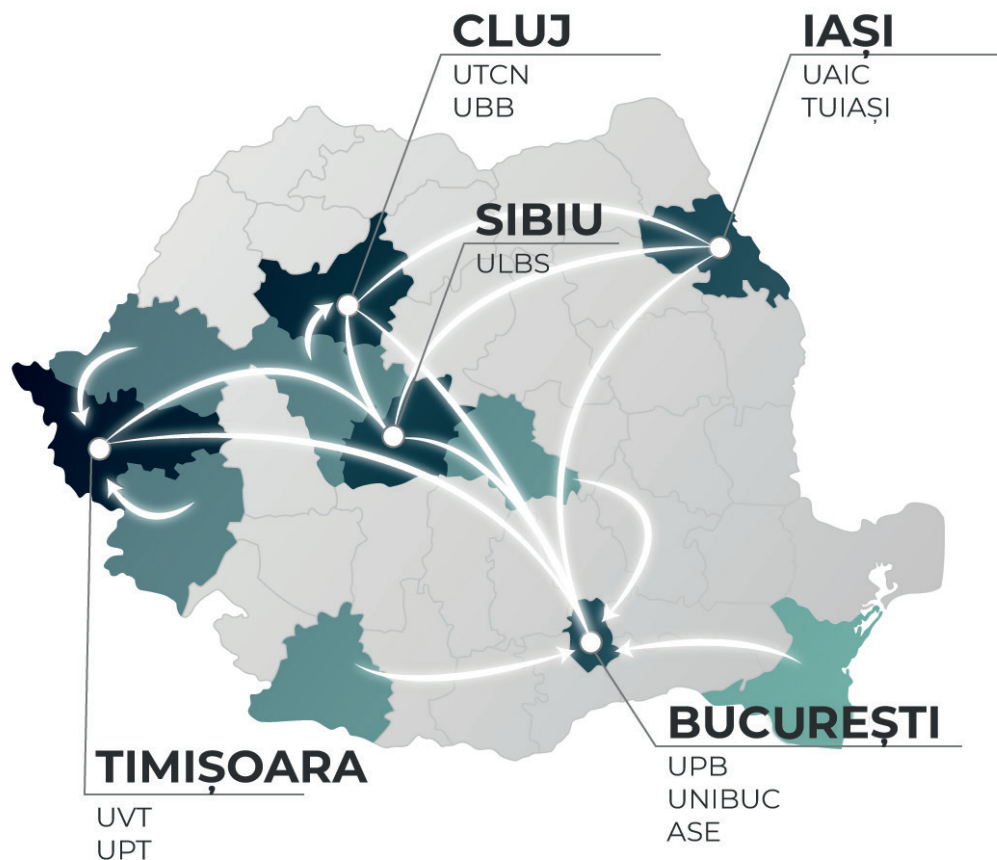 CLUJ
UTCN
UBB
IAȘI
UAIC
TUIAȘI
SIBIU
ULBS
TIMIȘOARA
UVT
UPT
BUCUREȘTI
UPB
UNIBUC
ASE